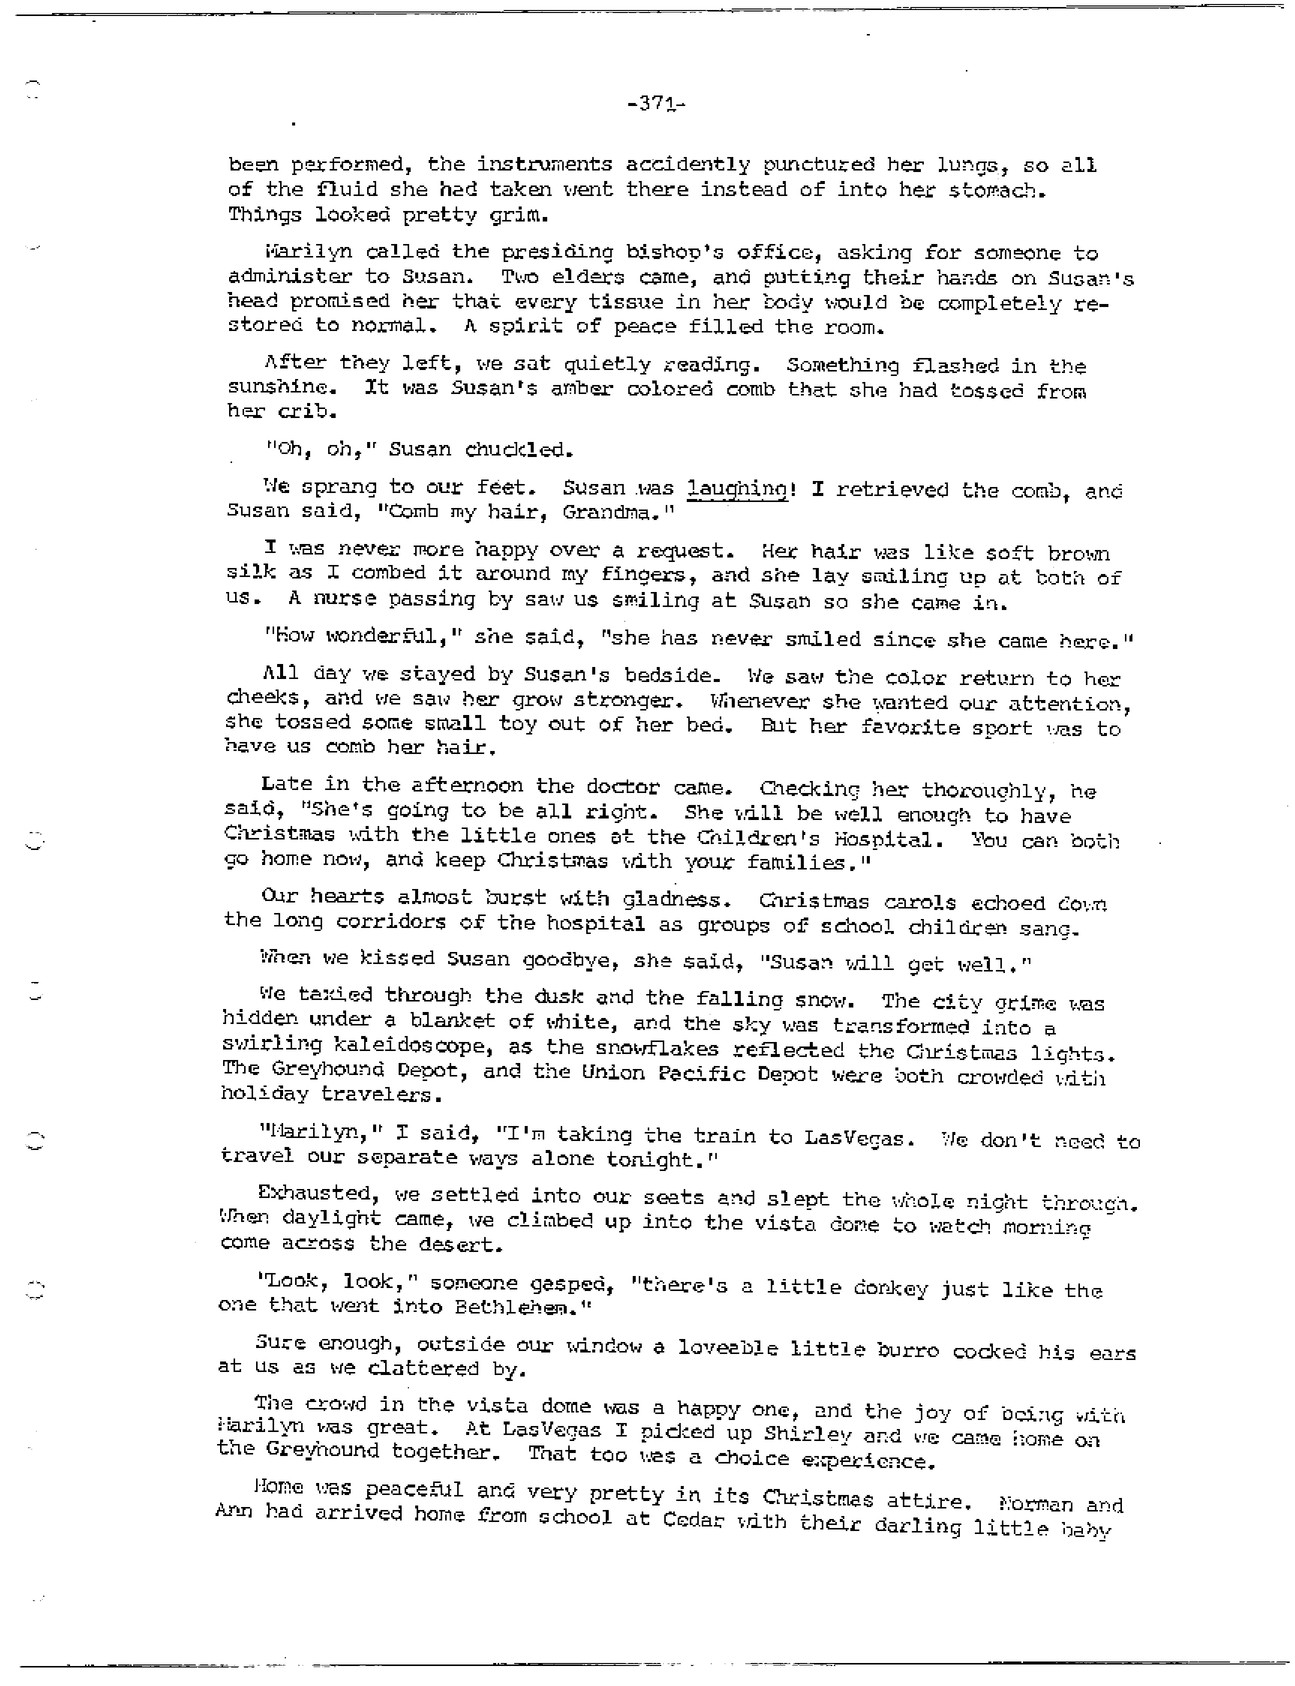 -371-
been performed, the instruments accidently punctured her lungs, so all
of the fluid she had taken went there instead of into her stomach.
Things looked pretty grim.
Marilyn called the presiding bishop's office, asking for someone to
administer to Susan. Two elders came, and putting their hands on Susan's
head promised her that every tissue in her body would be completely re-
stored to normal. A spirit of peace filled the room.
After they left, we sat quietly reading. Something flashed in the
sunshine. It was Susan's amber colored comb that she had tossed from
her crib.
"Oh, oh," Susan chuckled.
We sprang to our feet. Susan was laughing! I retrieved the comb, and
Susan said, "Comb my hair, Grandma."
I was never more happy over a request. Her hair was like soft brown
silk as I combed it around my fingers, and she lay smiling up at both of
us. A nurse passing by saw us smiling at Susan so she came in.
"How wonderful," she said, "she has never smiled since she came here."
All day we stayed by Susan's bedside. We saw the color return to her
cheeks, and we saw her grow stronger. Whenever she wanted our attention,
she tossed some small toy out of her bed. But her favorite sport was to
have us comb her hair.
Late in the afternoon the doctor came. Checking her thoroughly, he
said, "She's going to be all right. She will be well enough to have
Christmas with the little ones at the Children's Hospital. You can both
go home now, and keep Christmas with your families."
Our hearts almost burst with gladness. Christmas carols echoed down
the long corridors of the hospital as groups of school children sang.
When we kissed Susan goodbye, she said, "Susan will get well."
We taxied through the dusk and the falling snow. The city grime was
hidden under a blanket of white, and the sky was transformed into a
swirling kaleidoscope, as the snowflakes reflected the Christmas lights.
The Greyhound Depot, and the Union Pacific Depot were both crowded with
holiday travelers.
"Marilyn," I said, "I'm taking the train to LasVegas. We don't need to
travel our separate ways alone tonight."
Exhausted, we settled into our seats and slept the whole night through.
When daylight came, we climbed up into the vista dome to watch morning
come across the desert.
"Look, look," someone gasped, "there's a little donkey just like the
one that went into Bethlehem."
Sure enough, outside our window a loveable little burro cocked his ears
at us as we clattered by.
The crowd in the vista dome was a happy one, and the joy of being with
Marilyn was great. At LasVegas I picked up Shirley and we came home on
the Greyhound together. That too was a choice experience.
Home was peaceful and very pretty in its Christmas attire. Norman and
Ann had arrived home from school at Cedar with their darling little baby